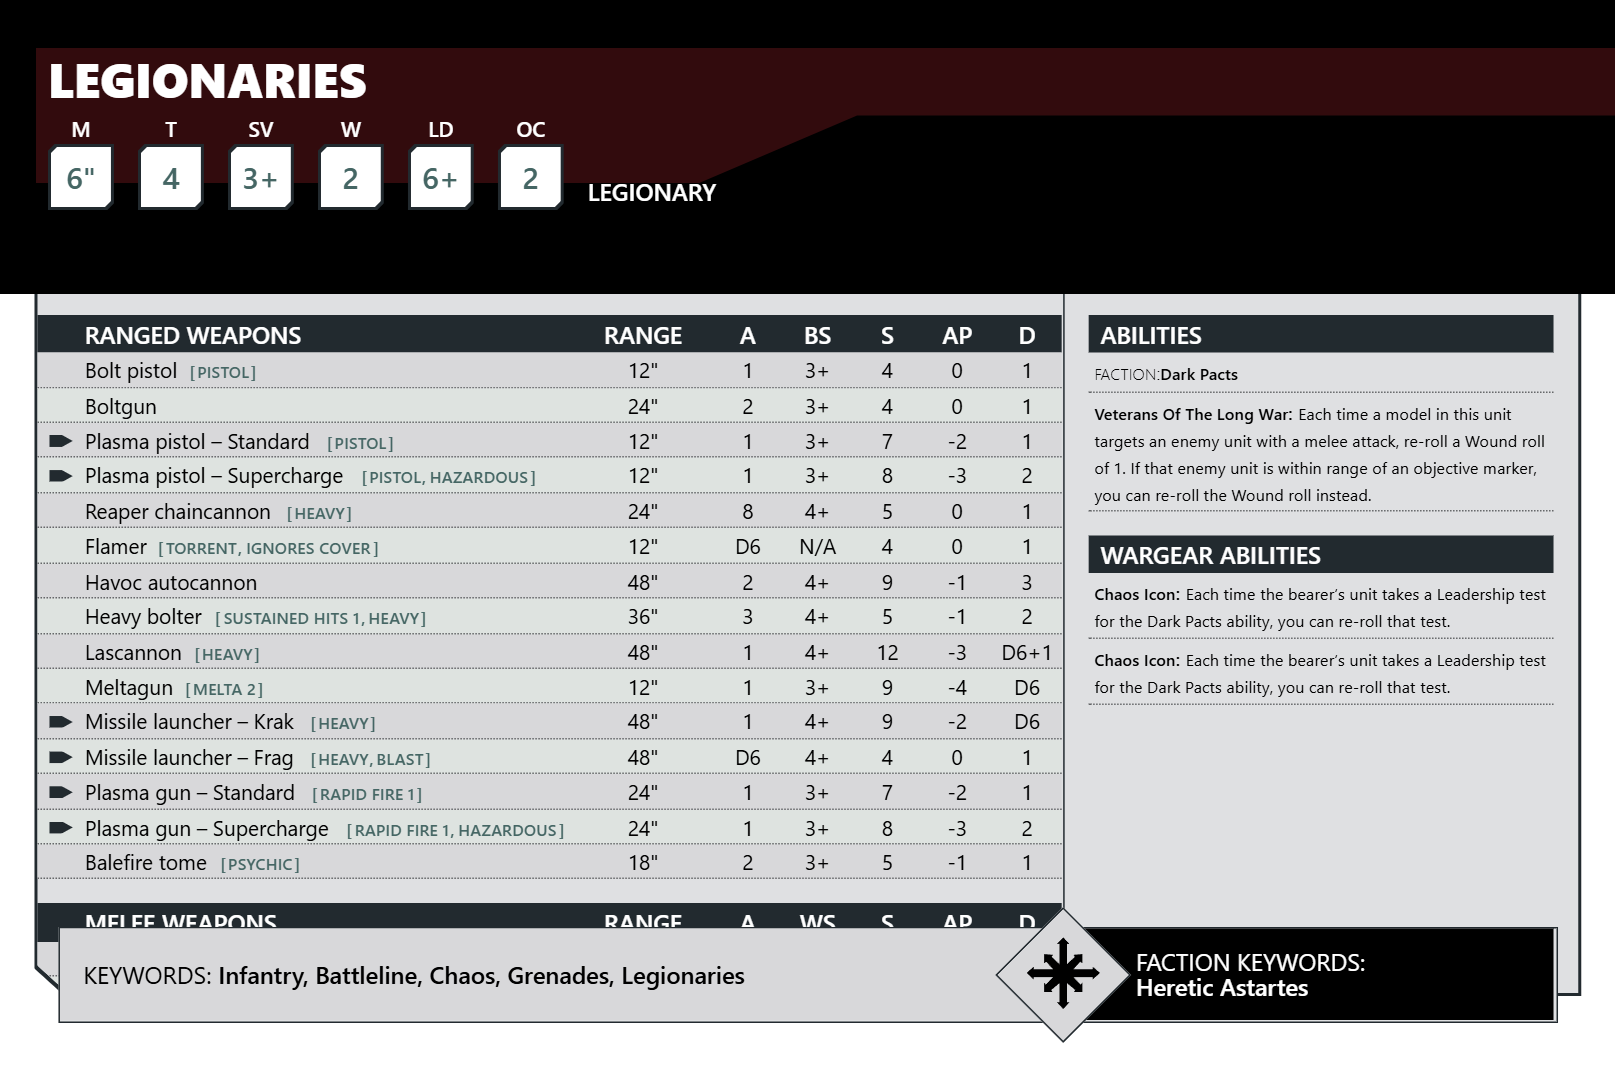 LEGIONARIES
M T SV W LD OC
6" 4 3+ 2 6+ 2
LEGIONARY
RANGED WEAPONS RANGE A BS S AP D
Bolt pistol [PISTOL] 12" 1 3+ 4 0 1
Boltgun 24" 2 3+ 4 0 1
Plasma pistol – Standard [PISTOL] 12" 1 3+ 7 -2 1
Plasma pistol – Supercharge [PISTOL, HAZARDOUS] 12" 1 3+ 8 -3 2
Reaper chaincannon [HEAVY] 24" 8 4+ 5 0 1
Flamer [TORRENT, IGNORES COVER] 12" D6 N/A 4 0 1
Havoc autocannon 48" 2 4+ 9 -1 3
Heavy bolter [SUSTAINED HITS 1, HEAVY] 36" 3 4+ 5 -1 2
Lascannon [HEAVY] 48" 1 4+ 12 -3 D6+1
Meltagun [MELTA 2] 12" 1 3+ 9 -4 D6
Missile launcher – Krak [HEAVY] 48" 1 4+ 9 -2 D6
Missile launcher – Frag [HEAVY, BLAST] 48" D6 4+ 4 0 1
Plasma gun – Standard [RAPID FIRE 1] 24" 1 3+ 7 -2 1
Plasma gun – Supercharge [RAPID FIRE 1, HAZARDOUS] 24" 1 3+ 8 -3 2
Balefire tome [PSYCHIC] 18" 2 3+ 5 -1 1
MELEE WEAPONS RANGE A WS S AP D
ABILITIES
FACTION:Dark Pacts
Veterans Of The Long War: Each time a model in this unit
targets an enemy unit with a melee attack, re-roll a Wound roll
of 1. If that enemy unit is within range of an objective marker,
you can re-roll the Wound roll instead.
WARGEAR ABILITIES
Chaos Icon: Each time the bearer's unit takes a Leadership test
for the Dark Pacts ability, you can re-roll that test.
Chaos Icon: Each time the bearer's unit takes a Leadership test
for the Dark Pacts ability, you can re-roll that test.
KEYWORDS: Infantry, Battleline, Chaos, Grenades, Legionaries
FACTION KEYWORDS:
Heretic Astartes